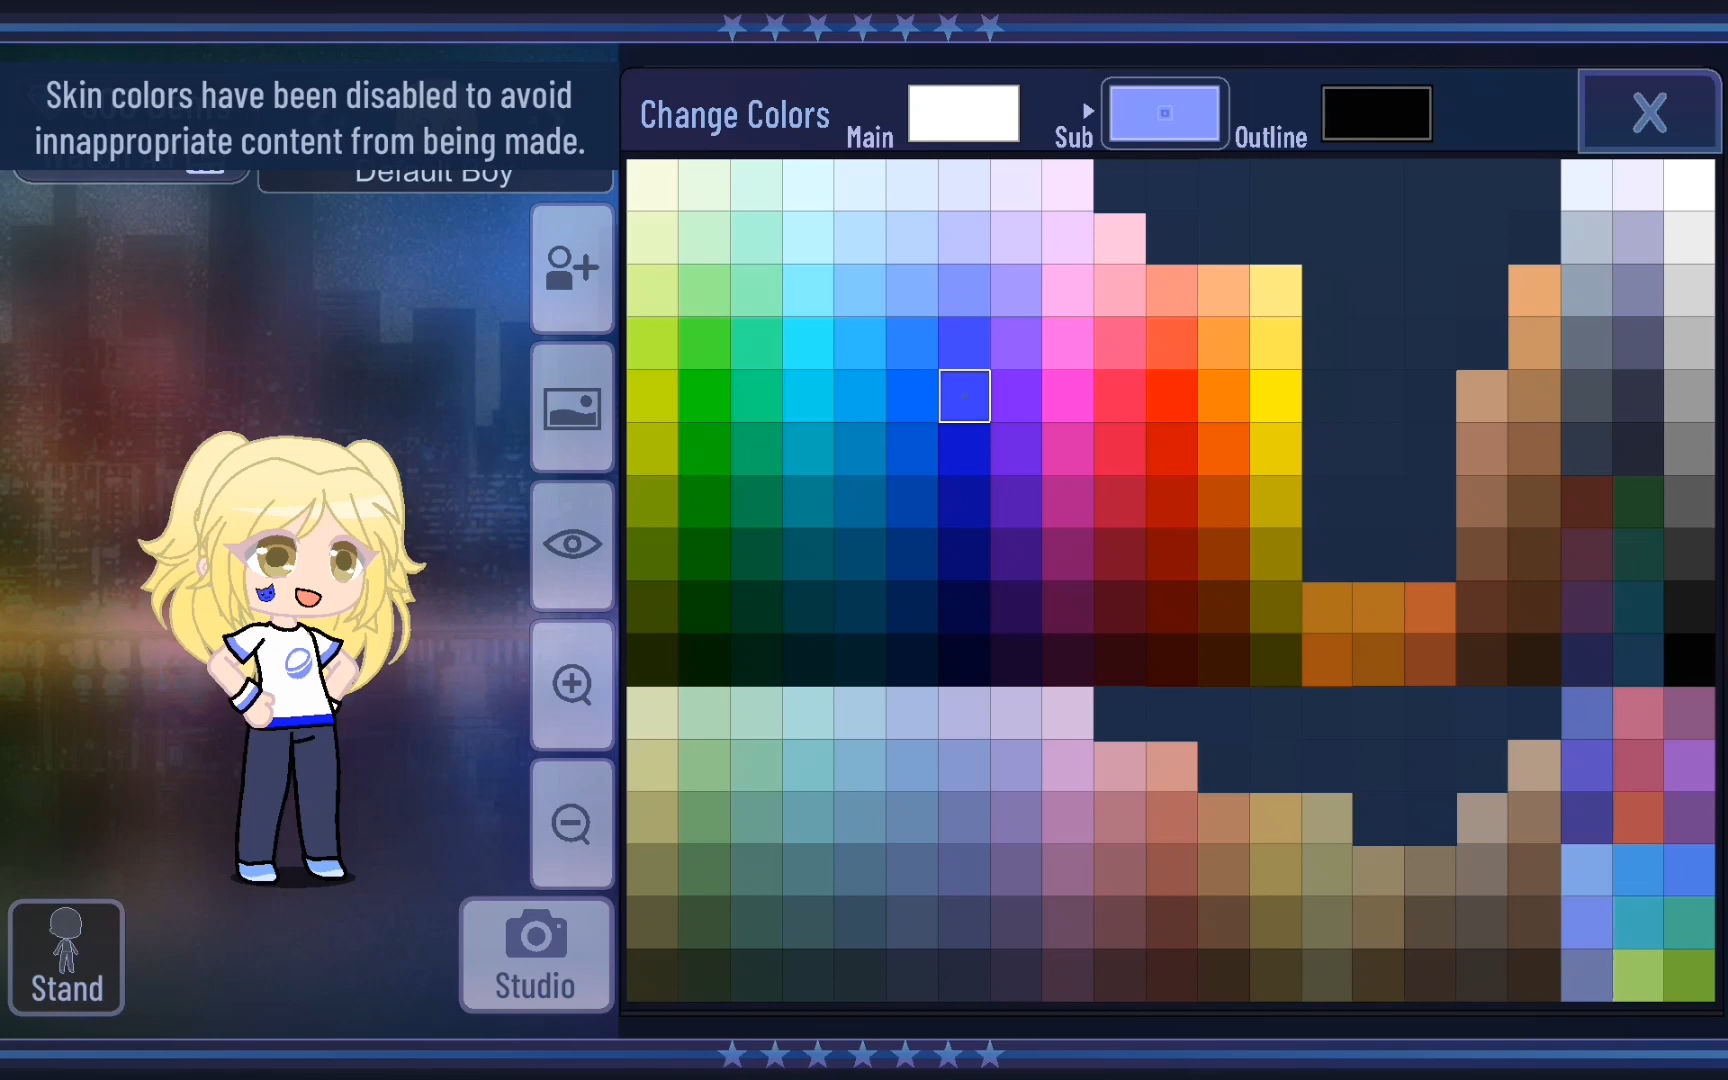 Skin colors have been disabled to avoid
innappropriate content from being made.
Default Boy
Change Colors
Main
Sub
Outline
X
Stand
Studio